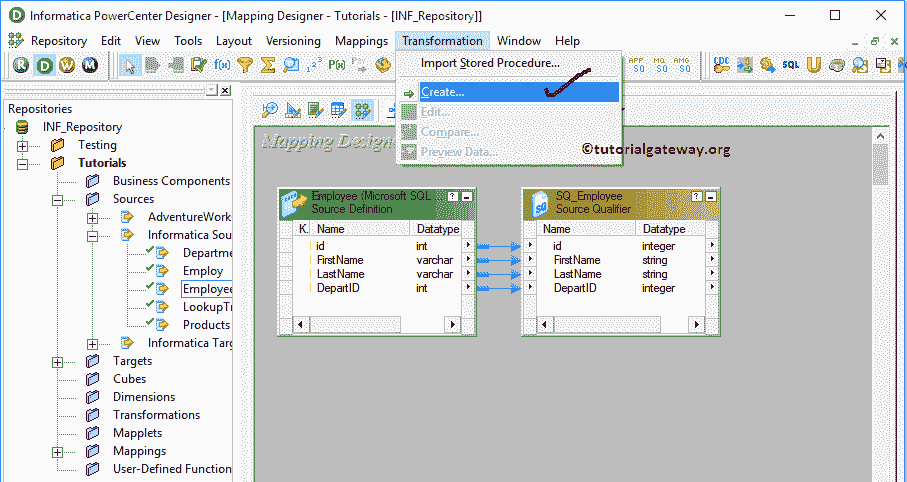 Informatica PowerCenter Designer - [Mapping Designer - Tutorials - [INF_Repository]]
Repository Edit View Tools Layout Versioning Mappings Transformation Window Help
R D W M
Import Stored Procedure...
Create...
Edit...
Compare...
Preview Data...
SQL
Repositories
INF_Repository
Testing
Tutorials
Business Components
Sources
AdventureWork
Informatica Sou
Departme
Employ
Employee
LookupTr
Products
Informatica Targ
Targets
Cubes
Dimensions
Transformations
Mapplets
Mappings
User-Defined Function
Mapping Design
©tutorialgateway.org
Employee (Microsoft SQL ...
Source Definition
K. Name Datatype
id int
FirstName varchar
LastName varchar
DepartID int
SQ_Employee
Source Qualifier
Name Datatype
id integer
FirstName string
LastName string
DepartID integer